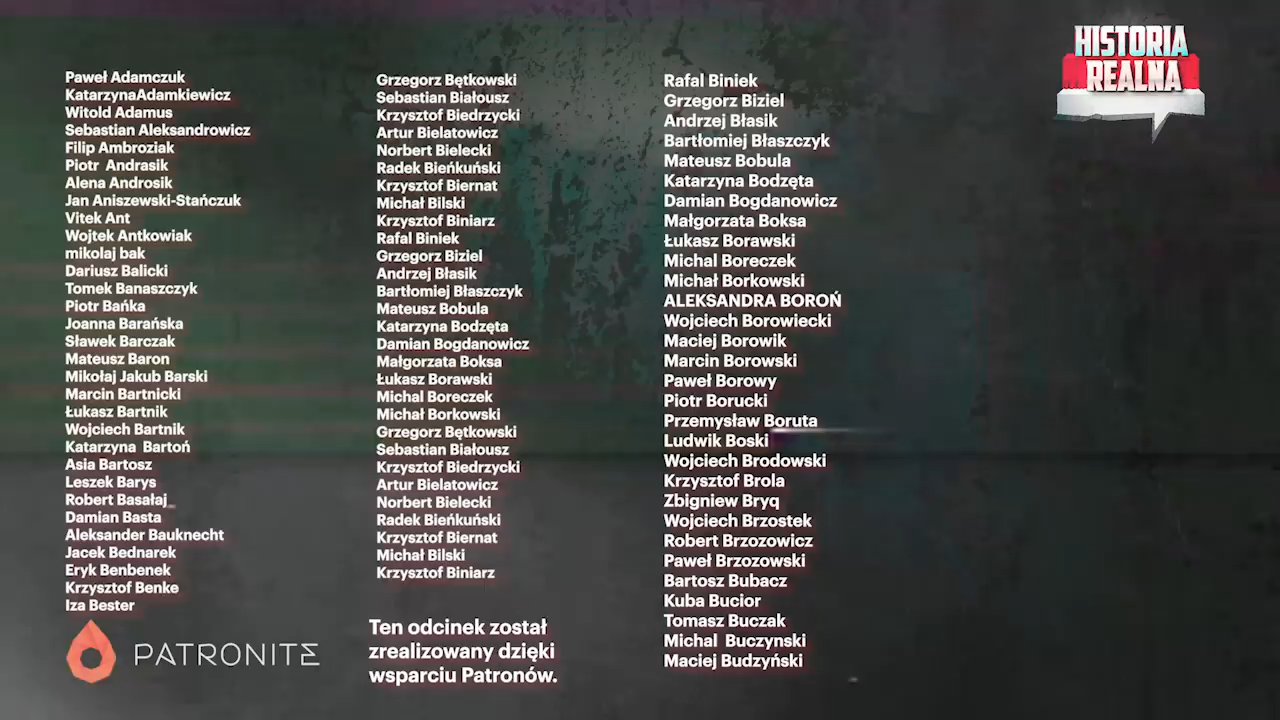 Paweł Adamczuk
KatarzynaAdamkiewicz
Witold Adamus
Sebastian Aleksandrowicz
Filip Ambroziak
Piotr  Andrasik
Alena Androsik
Jan Aniszewski-Stańczuk
Vitek Ant
Wojtek Antkowiak
mikolaj bak
Dariusz Balicki
Tomek Banaszczyk
Piotr Bańka
Joanna Barańska
Sławek Barczak
Mateusz Baron
Mikołaj Jakub Barski
Marcin Bartnicki
Łukasz Bartnik
Wojciech Bartnik
Katarzyna  Bartoń
Asia Bartosz
Leszek Barys
Robert Basałaj
Damian Basta
Aleksander Bauknecht
Jacek Bednarek
Eryk Benbenek
Krzysztof Benke
Iza Bester
PATRONITE
Grzegorz Bętkowski
Sebastian Białousz
Krzysztof Biedrzycki
Artur Bielatowicz
Norbert Bielecki
Radek Bieńkuński
Krzysztof Biernat
Michał Bilski
Krzysztof Biniarz
Rafal Biniek
Grzegorz Biziel
Andrzej Błasik
Bartłomiej Błaszczyk
Mateusz Bobula
Katarzyna Bodzęta
Damian Bogdanowicz
Małgorzata Boksa
Łukasz Borawski
Michal Boreczek
Michał Borkowski
Grzegorz Bętkowski
Sebastian Białousz
Krzysztof Biedrzycki
Artur Bielatowicz
Norbert Bielecki
Radek Bieńkuński
Krzysztof Biernat
Michał Bilski
Krzysztof Biniarz
Ten odcinek został
zrealizowany dzięki
wsparciu Patronów.
Rafal Biniek
Grzegorz Biziel
Andrzej Błasik
Bartłomiej Błaszczyk
Mateusz Bobula
Katarzyna Bodzęta
Damian Bogdanowicz
Małgorzata Boksa
Łukasz Borawski
Michal Boreczek
Michał Borkowski
ALEKSANDRA BOROŃ
Wojciech Borowiecki
Maciej Borowik
Marcin Borowski
Paweł Borowy
Piotr Borucki
Przemysław Boruta
Ludwik Boski
Wojciech Brodowski
Krzysztof Brola
Zbigniew Bryq
Wojciech Brzostek
Robert Brzozowicz
Paweł Brzozowski
Bartosz Bubacz
Kuba Bucior
Tomasz Buczak
Michal  Buczynski
Maciej Budzyński
HISTORIA
REALNA